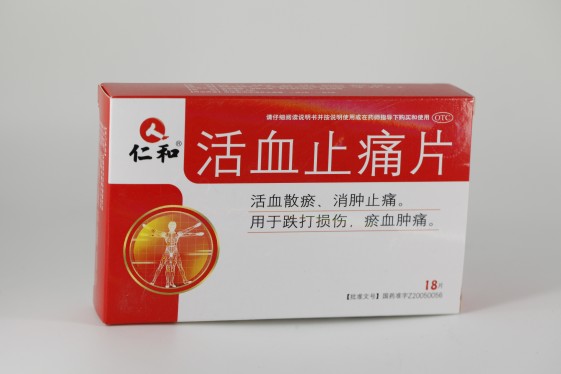 请仔细阅读说明书并按说明使用或在药师指导下购买和使用 OTC
仁和®
活血止痛片
活血散瘀、消肿止痛。
用于跌打损伤，瘀血肿痛。
18片
【批准文号】国药准字Z20050056